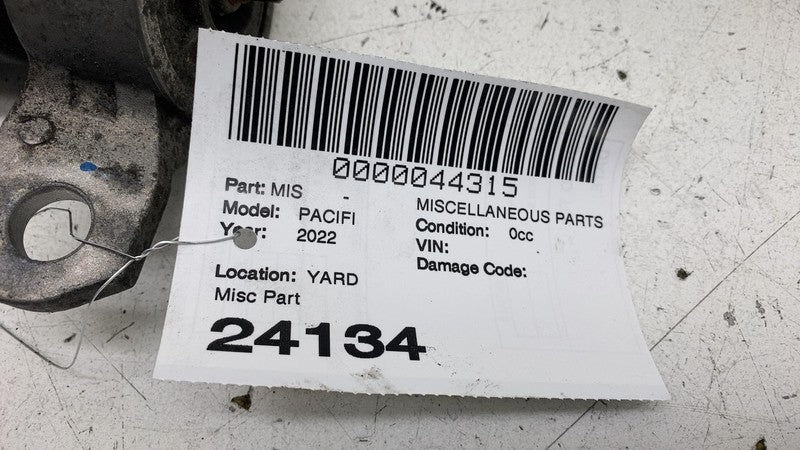 0000044315
Part: MIS - MISCELLANEOUS PARTS
Model: PACIFI Condition: 0cc
Year: 2022 VIN:
Damage Code:
Location: YARD
Misc Part
24134